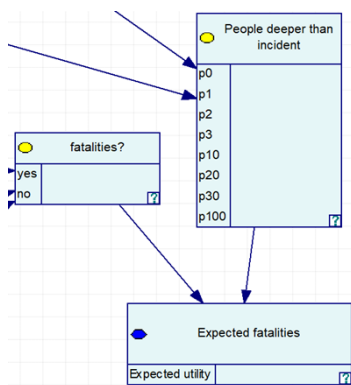 People deeper than
incident
p0
p1
p2
p3
p10
p20
p30
p100
?
fatalities?
yes
no
?
Expected fatalities
Expected utility
?